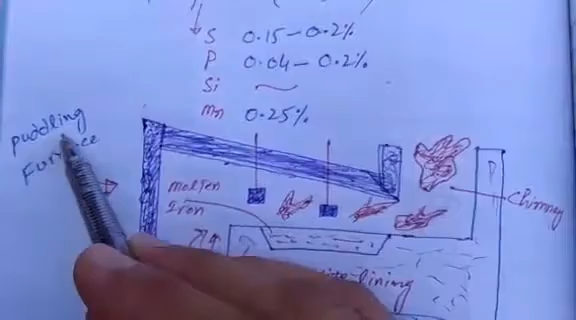 S 0.15-0.2%
P 0.04-0.2%
Si ~
Mn 0.25%
puddling
Furnace
molten
Iron
Chimney
lining